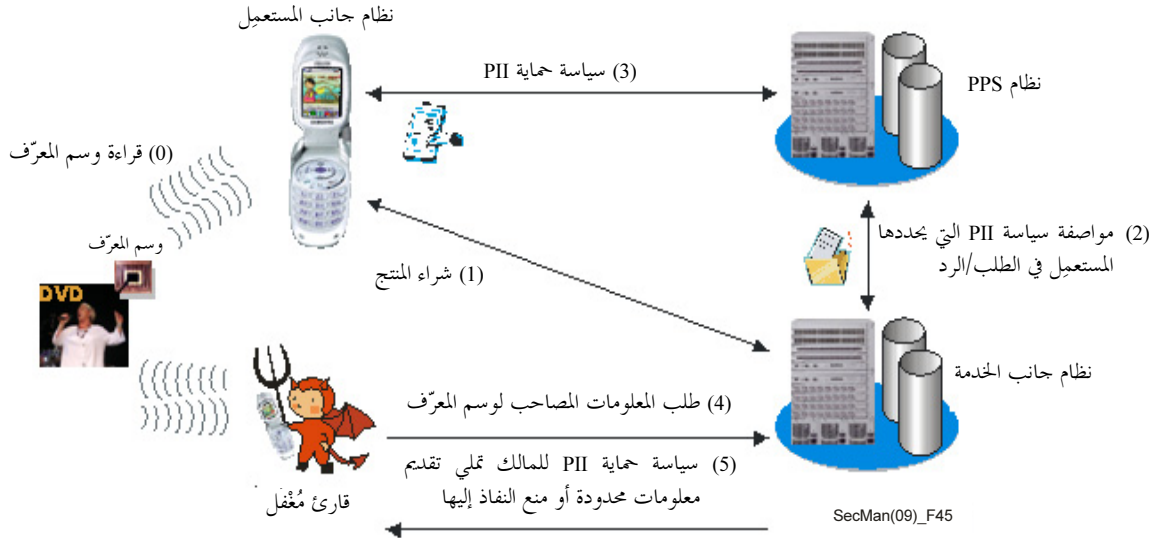 نظام جانب المستعمِل
(3) سياسة حماية PII
نظام PPS
(0) قراءة وسم المعرّف
وسم المعرّف
DVD
(1) شراء المنتج
(2) مواصفة سياسة PII التي يحددها
المستعمِل في الطلب/الرد
نظام جانب الخدمة
(4) طلب المعلومات المصاحب لوسم المعرّف
(5) سياسة حماية PII للمالك تملي تقديم
معلومات محدودة أو منع النفاذ إليها
قارئ مُغْفَل
SecMan(09)_F45